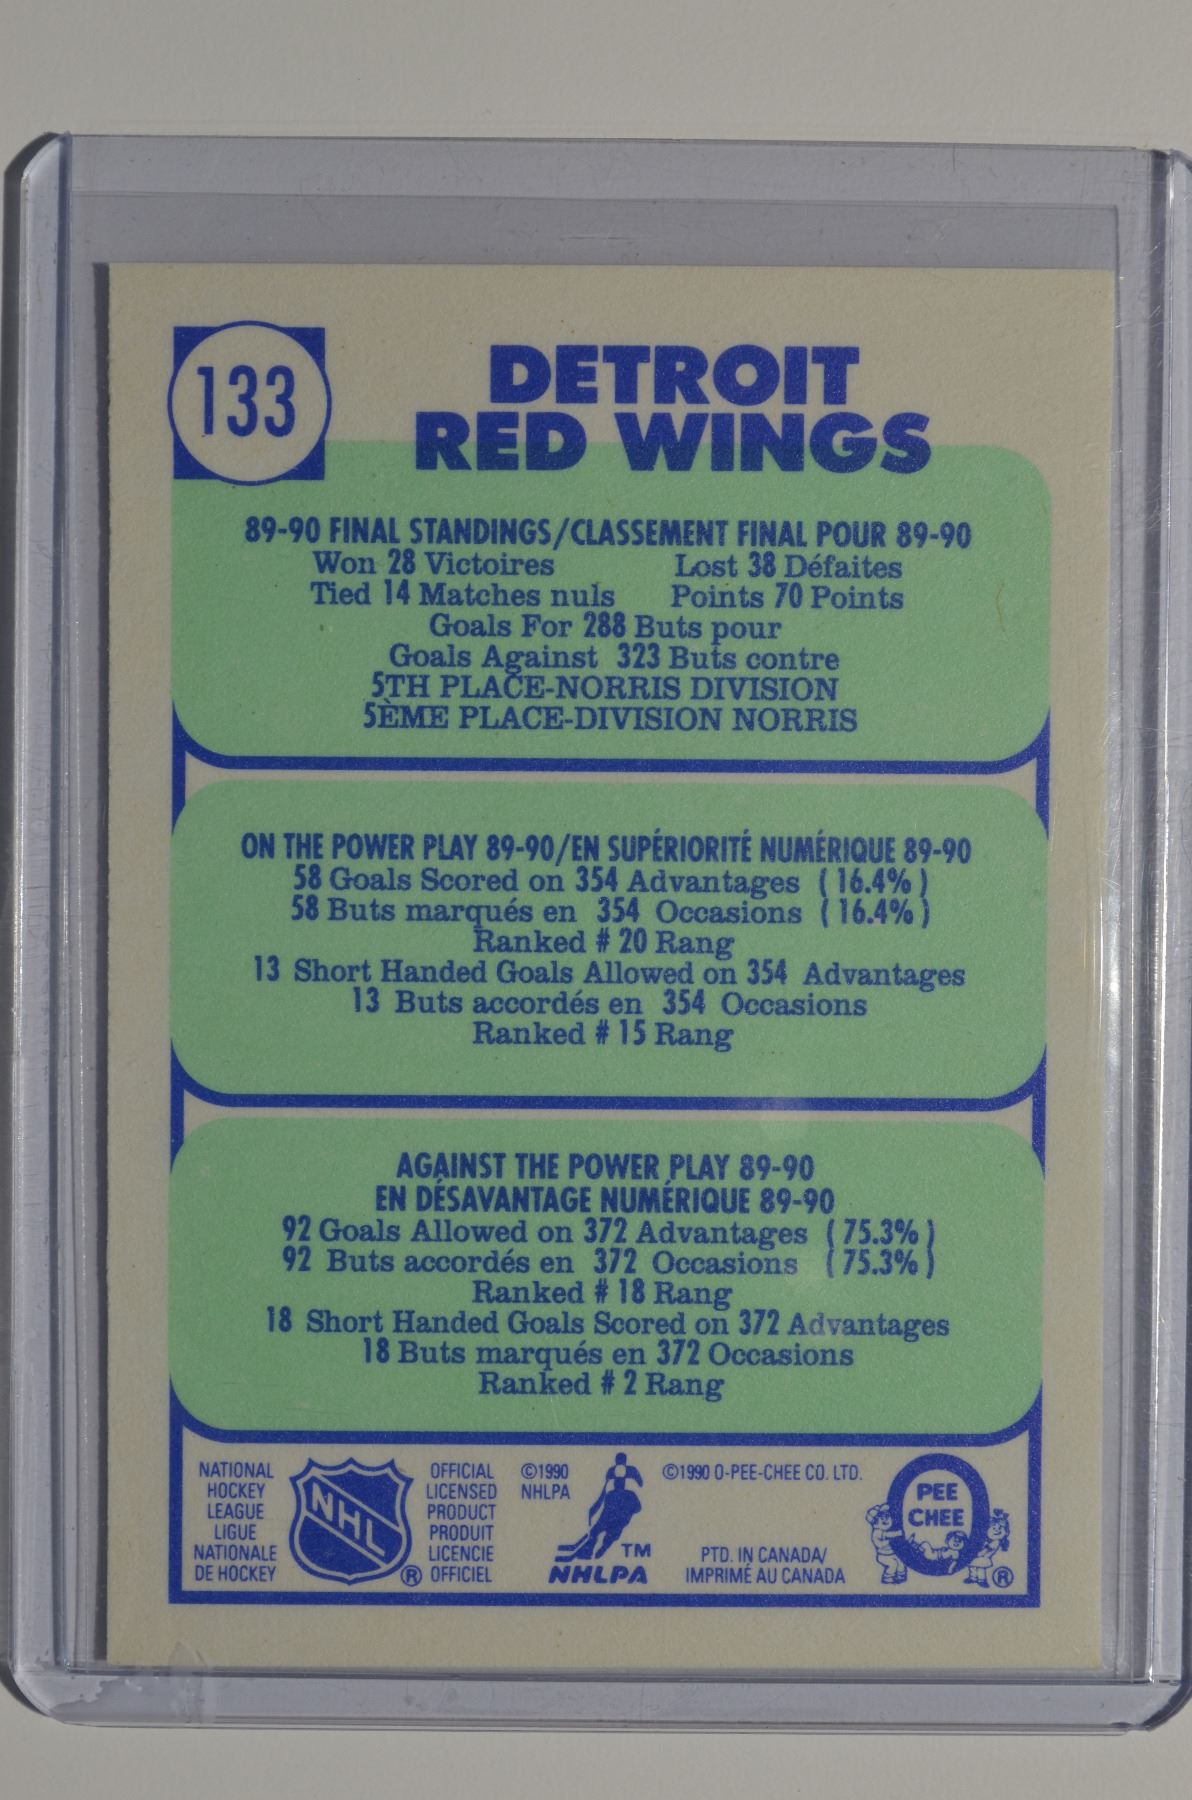 133
DETROIT
RED WINGS
89-90 FINAL STANDINGS/CLASSEMENT FINAL POUR 89-90
Won 28 Victoires Lost 38 Défaites
Tied 14 Matches nuls Points 70 Points
Goals For 288 Buts pour
Goals Against 323 Buts contre
5TH PLACE-NORRIS DIVISION
5ÈME PLACE-DIVISION NORRIS
ON THE POWER PLAY 89-90/EN SUPÉRIORITÉ NUMÉRIQUE 89-90
58 Goals Scored on 354 Advantages (16.4%)
58 Buts marqués en 354 Occasions (16.4%)
Ranked # 20 Rang
13 Short Handed Goals Allowed on 354 Advantages
13 Buts accordés en 354 Occasions
Ranked # 15 Rang
AGAINST THE POWER PLAY 89-90
EN DÉSAVANTAGE NUMÉRIQUE 89-90
92 Goals Allowed on 372 Advantages (75.3%)
92 Buts accordés en 372 Occasions (75.3%)
Ranked # 18 Rang
18 Short Handed Goals Scored on 372 Advantages
18 Buts marqués en 372 Occasions
Ranked # 2 Rang
NATIONAL
HOCKEY
LEAGUE
LIGUE
NATIONALE
DE HOCKEY
NHL
®
OFFICIAL
LICENSED
PRODUCT
PRODUIT
LICENCIE
OFFICIEL
©1990
NHLPA
TM
NHLPA
©1990 O-PEE-CHEE CO. LTD.
PTD. IN CANADA/
IMPRIMÉ AU CANADA
PEE
CHEE
®